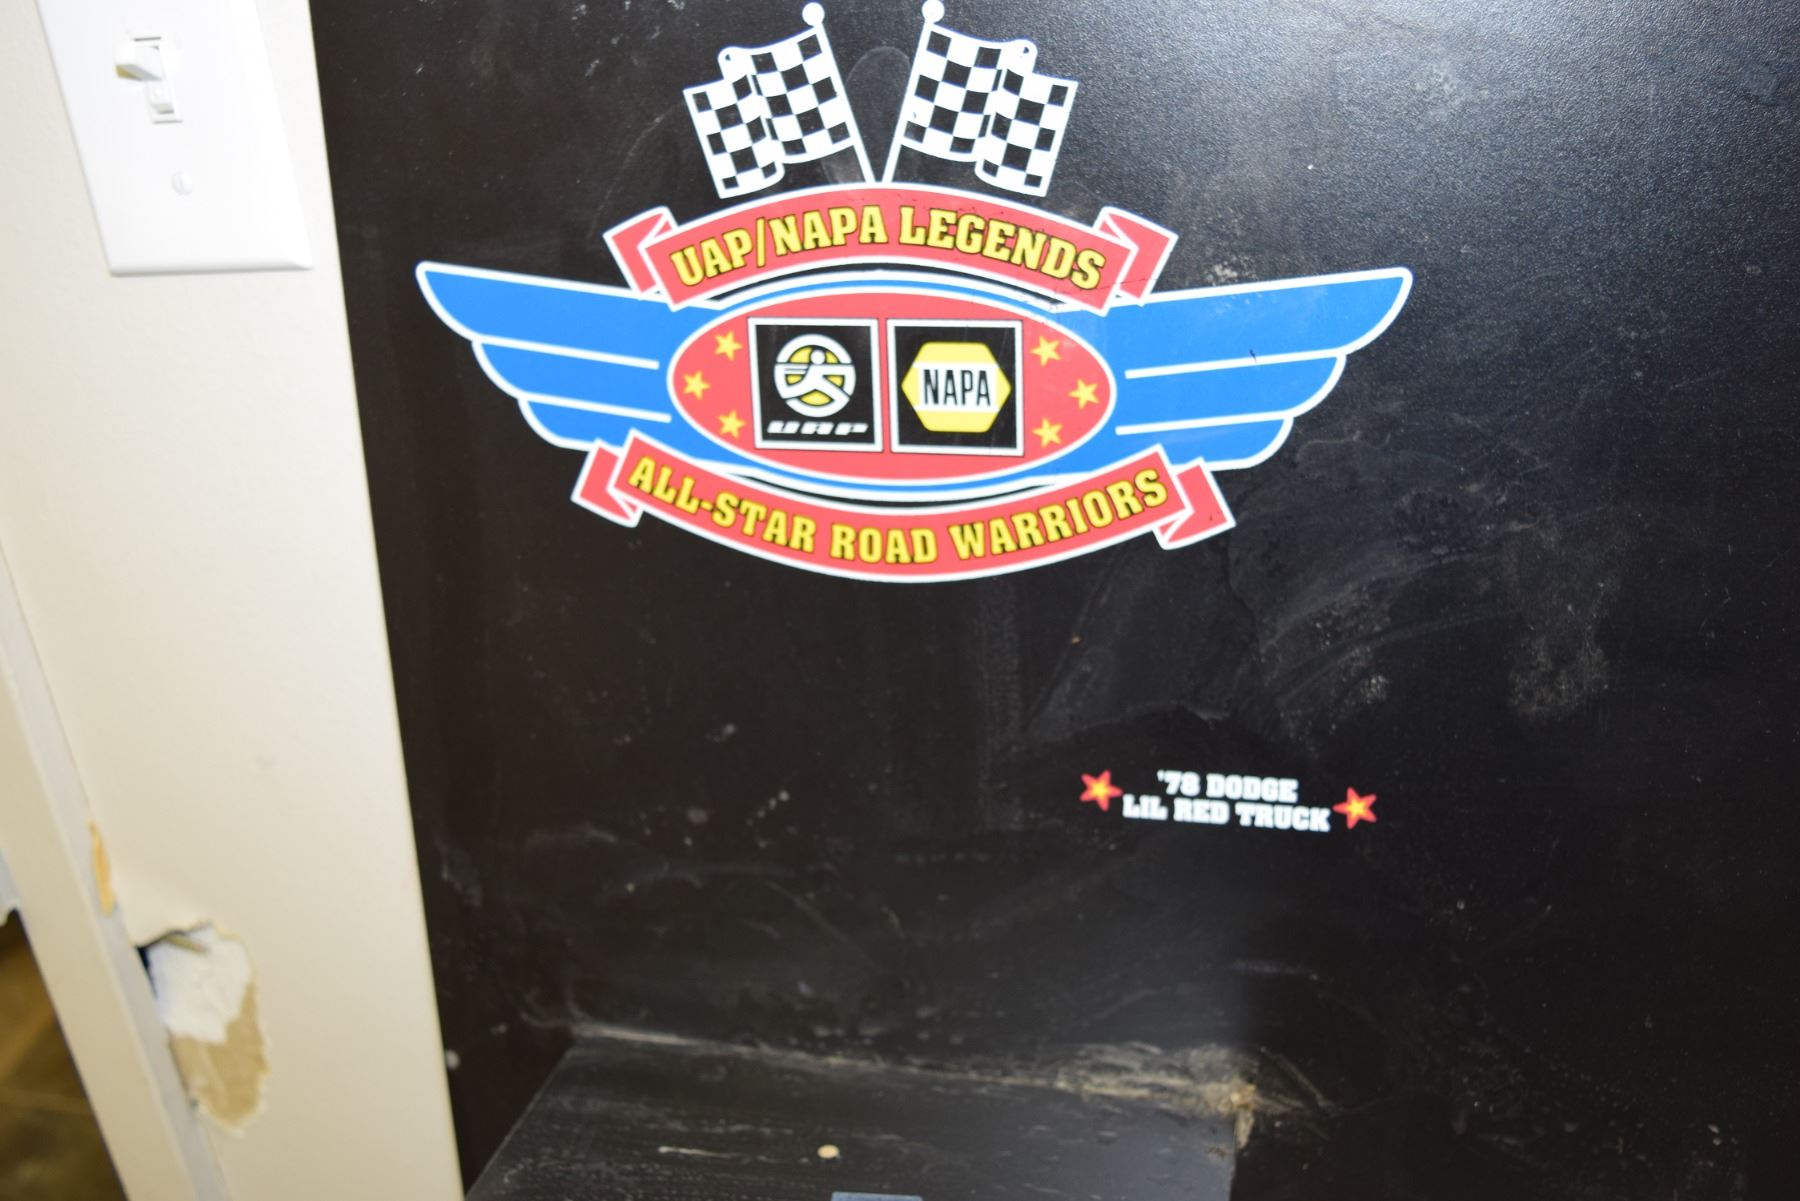 UAP/NAPA LEGENDS
UAP
NAPA
ALL-STAR ROAD WARRIORS
'78 DODGE
LIL RED TRUCK